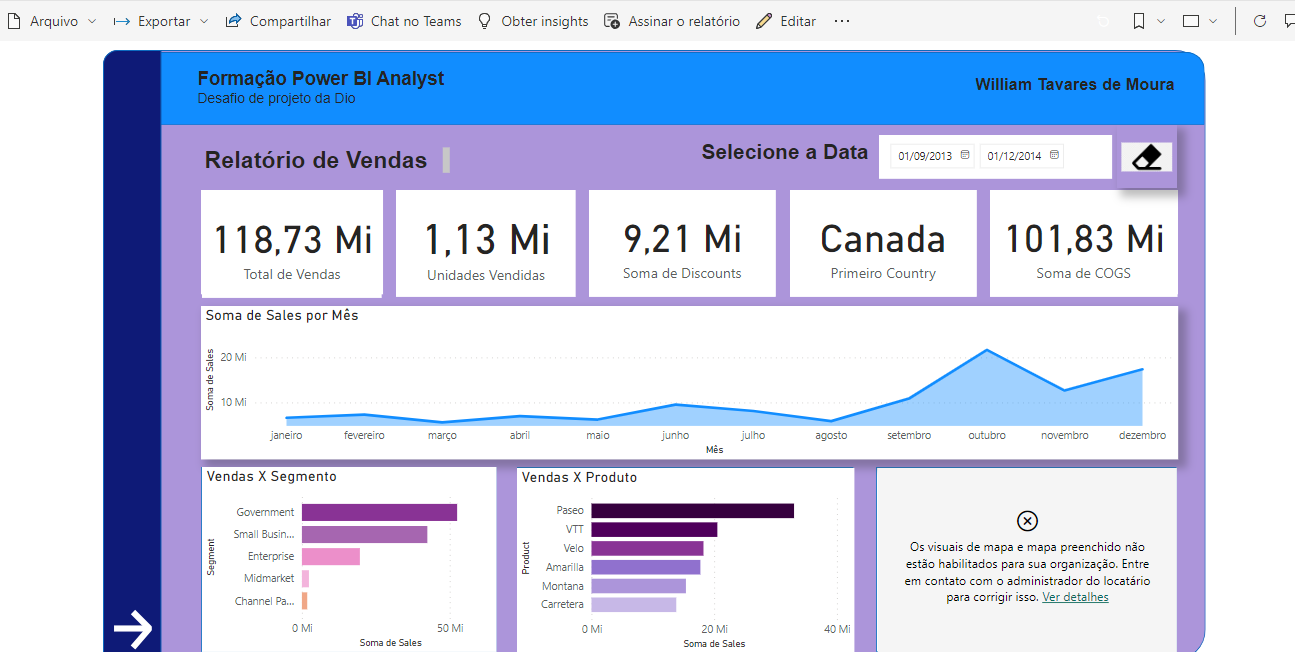 Arquivo Exportar Compartilhar Chat no Teams Obter insights Assinar o relatório Editar ...
Formação Power BI Analyst
Desafio de projeto da Dio
William Tavares de Moura
Relatório de Vendas
Selecione a Data
01/09/2013 01/12/2014
118,73 Mi
Total de Vendas
1,13 Mi
Unidades Vendidas
9,21 Mi
Soma de Discounts
Canada
Primeiro Country
101,83 Mi
Soma de COGS
Soma de Sales por Mês
Soma de Sales
20 Mi
10 Mi
janeiro fevereiro março abril maio junho julho agosto setembro outubro novembro dezembro
Mês
Vendas X Segmento
Segment
Government
Small Busin...
Enterprise
Midmarket
Channel Pa...
0 Mi 50 Mi
Soma de Sales
Vendas X Produto
Product
Paseo
VTT
Velo
Amarilla
Montana
Carretera
0 Mi 20 Mi 40 Mi
Soma de Sales
Os visuais de mapa e mapa preenchido não
estão habilitados para sua organização. Entre
em contato com o administrador do locatário
para corrigir isso. Ver detalhes